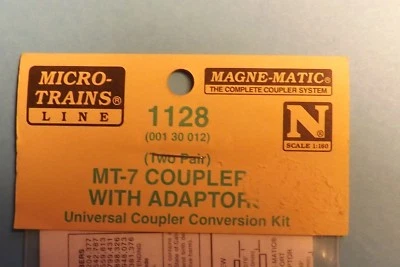 MICRO-
TRAINS®
LINE
MAGNE-MATIC®
THE COMPLETE COUPLER SYSTEM
1128
(001 30 012)
(Two Pair)
N®
SCALE 1:160
MT-7 COUPLER
WITH ADAPTORS
Universal Coupler Conversion Kit